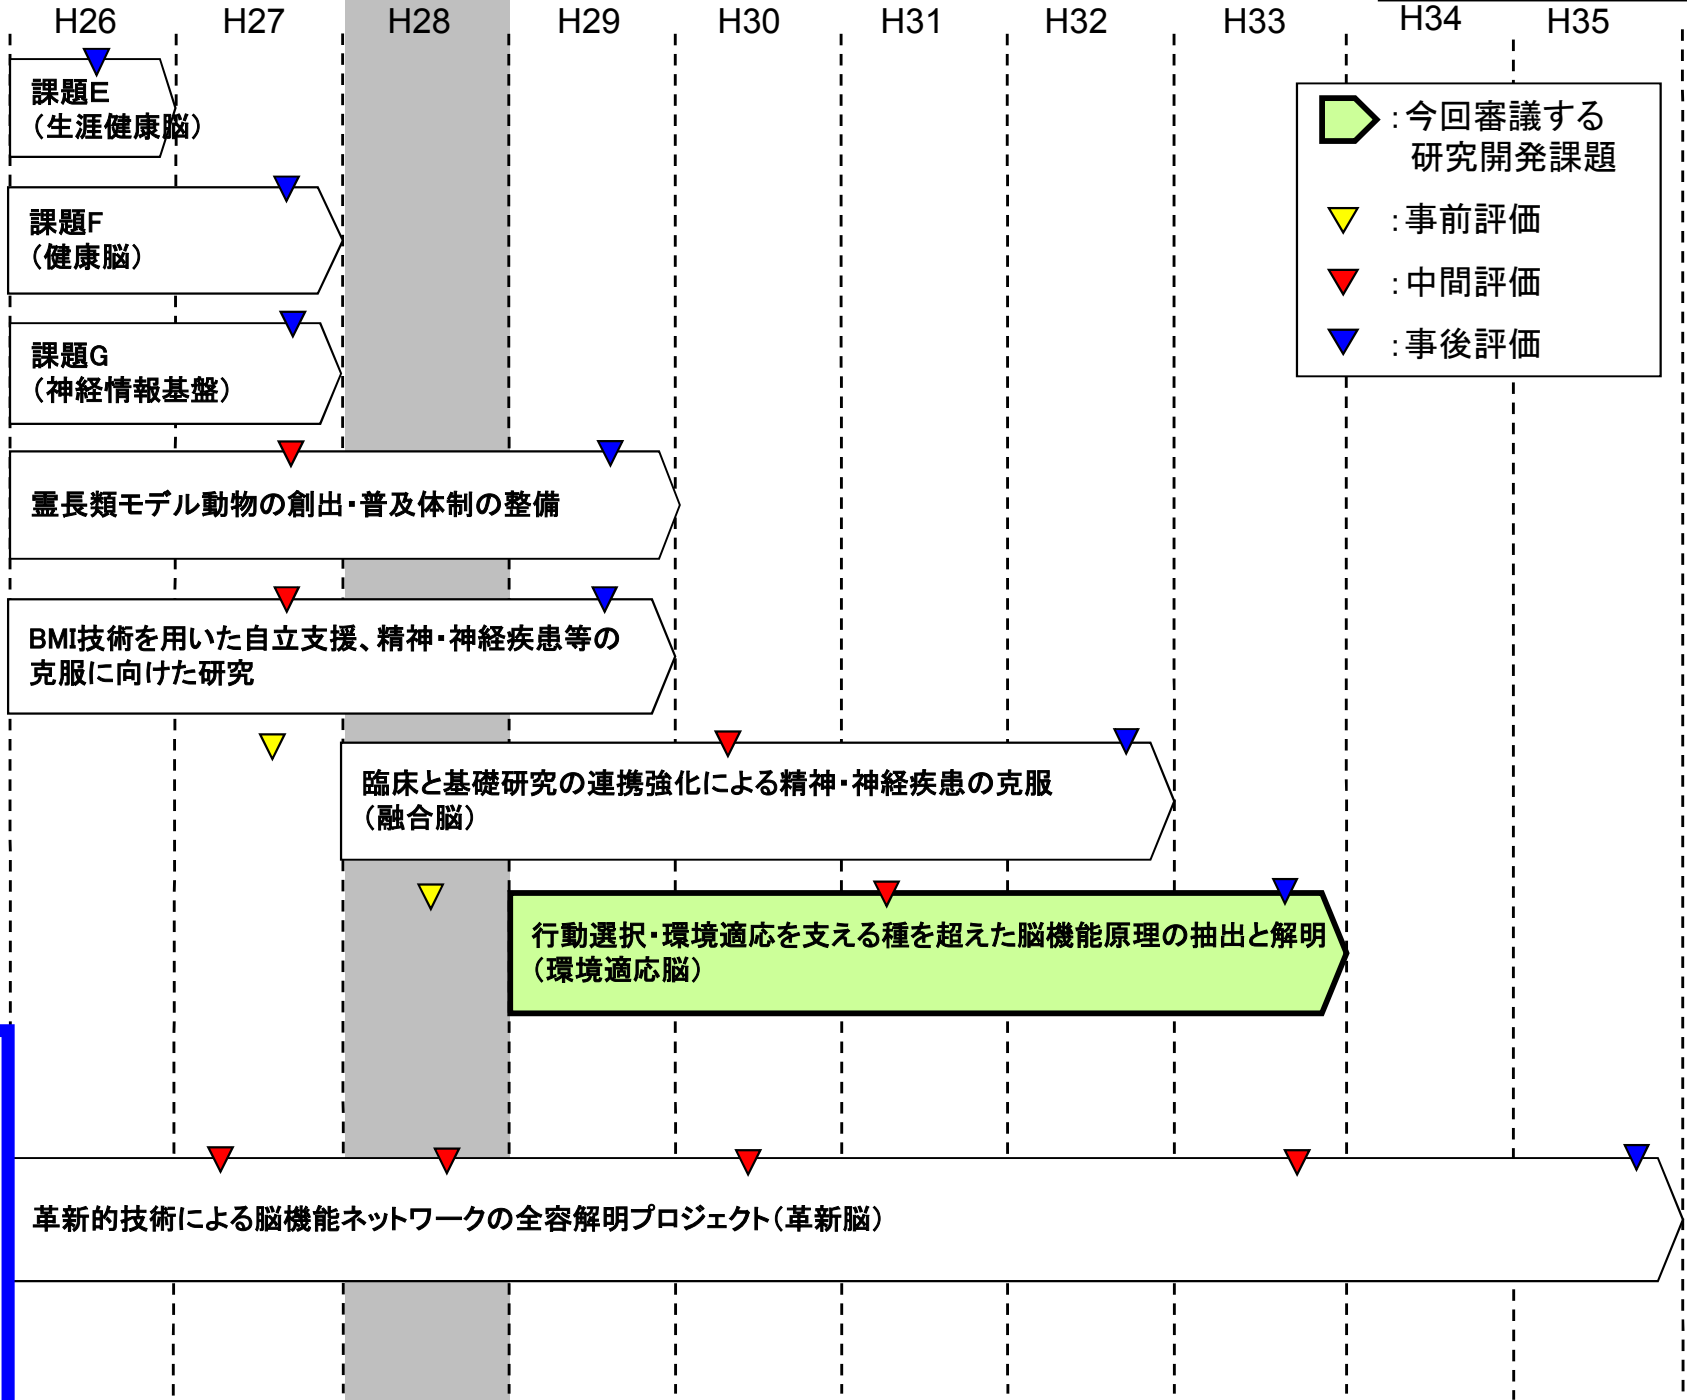 H26 H27 H28 H29 H30 H31 H32 H33 H34 H35
課題E
（生涯健康脳）
課題F
（健康脳）
課題G
（神経情報基盤）
霊長類モデル動物の創出・普及体制の整備
BMI技術を用いた自立支援、精神・神経疾患等の
克服に向けた研究
臨床と基礎研究の連携強化による精神・神経疾患の克服
（融合脳）
行動選択・環境適応を支える種を超えた脳機能原理の抽出と解明
（環境適応脳）
革新的技術による脳機能ネットワークの全容解明プロジェクト（革新脳）
：今回審議する
研究開発課題
：事前評価
：中間評価
：事後評価